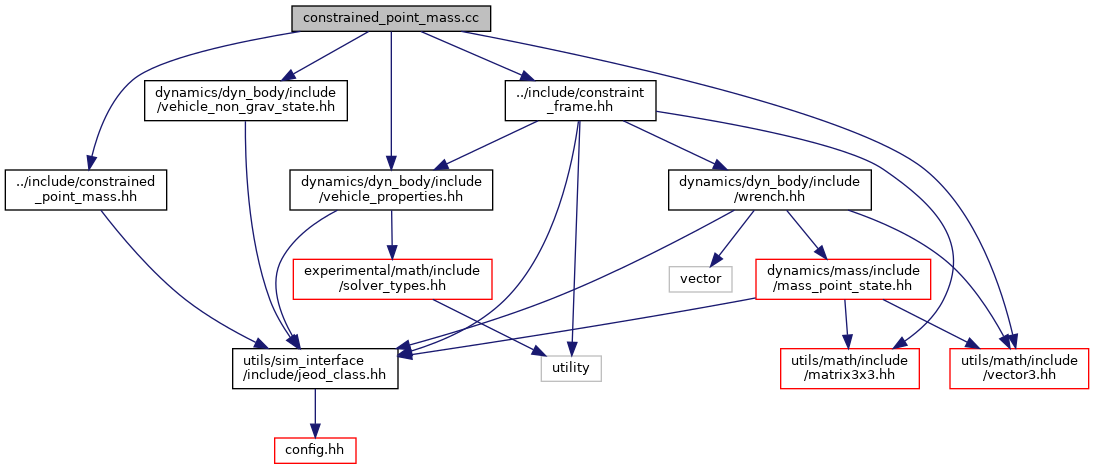 constrained_point_mass.cc
dynamics/dyn_body/include
/vehicle_non_grav_state.hh
../include/constraint
_frame.hh
../include/constrained
_point_mass.hh
dynamics/dyn_body/include
/vehicle_properties.hh
dynamics/dyn_body/include
/wrench.hh
experimental/math/include
/solver_types.hh
vector
dynamics/mass/include
/mass_point_state.hh
utils/sim_interface
/include/jeod_class.hh
utility
utils/math/include
/matrix3x3.hh
utils/math/include
/vector3.hh
config.hh